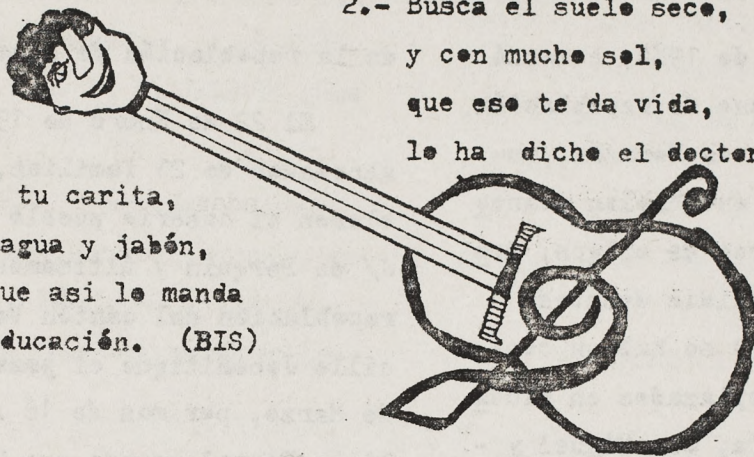 tu carita,
agua y jabón,
ue asi lo manda
ducación. (BIS)
2.- Busca el suelo seco,
y con mucho sol,
que eso te da vida,
lo ha dicho el doctor